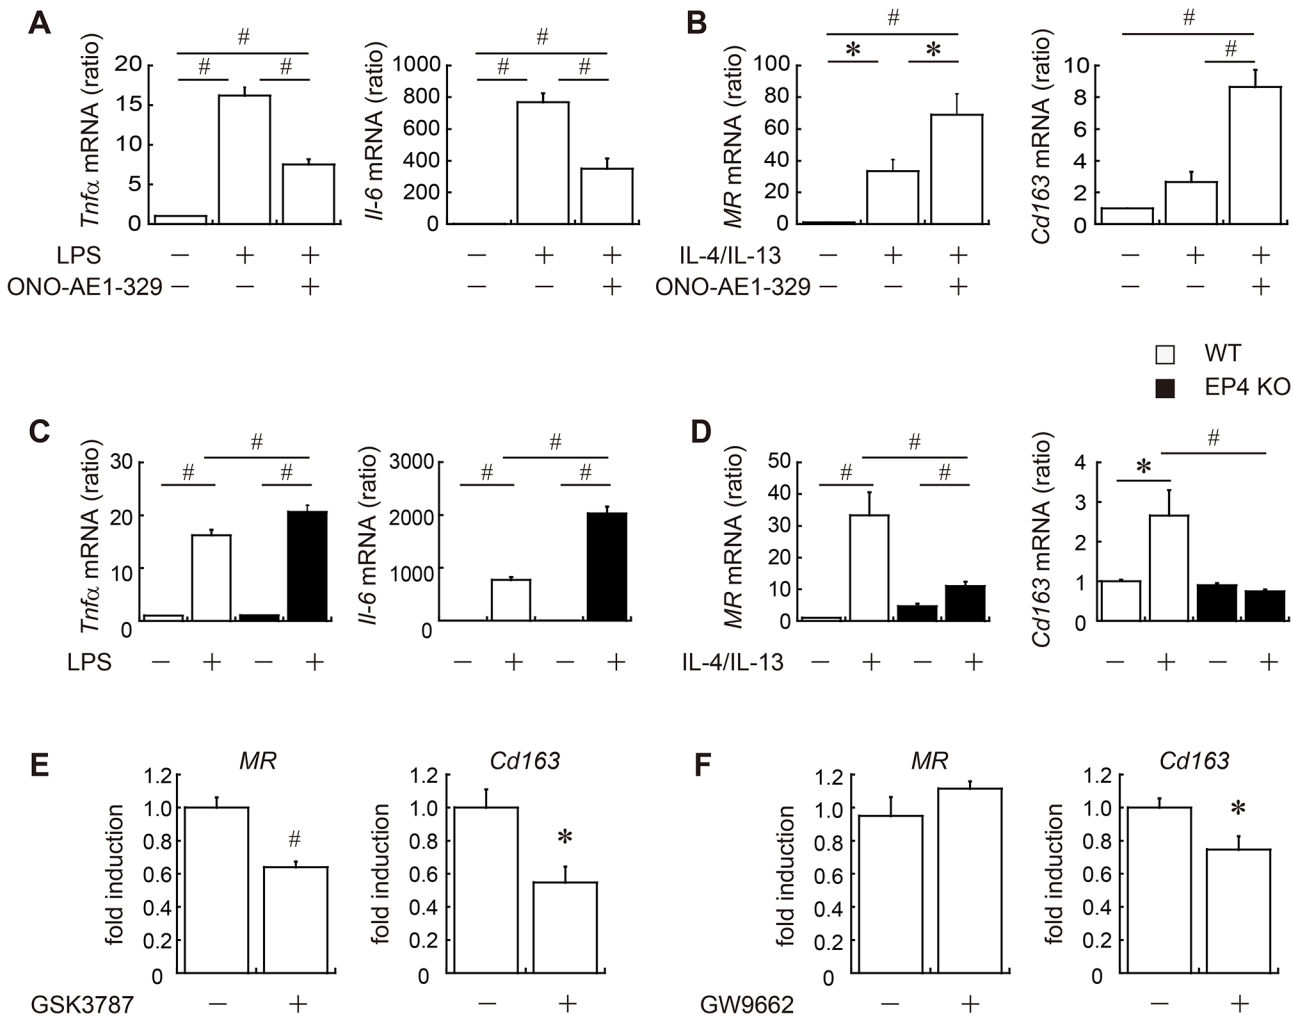 A
Tnfα mRNA (ratio)
20
15
10
5
0
# # #
Il-6 mRNA (ratio)
1000
800
600
400
200
0
# # #
LPS − + + − + +
ONO-AE1-329 − − + − − +
B
MR mRNA (ratio)
100
80
60
40
20
0
# * *
Cd163 mRNA (ratio)
10
8
6
4
2
0
# #
IL-4/IL-13 − + + − + +
ONO-AE1-329 − − + − − +
WT
EP4 KO
C
Tnfα mRNA (ratio)
30
20
10
0
# # #
Il-6 mRNA (ratio)
3000
2000
1000
0
# # #
LPS − + − + − + − +
D
MR mRNA (ratio)
50
40
30
20
10
0
# # #
Cd163 mRNA (ratio)
4
3
2
1
0
# *
IL-4/IL-13 − + − + − + − +
E
MR
fold induction
1.2
1.0
0.8
0.6
0.4
0.2
0
#
Cd163
fold induction
1.2
1.0
0.8
0.6
0.4
0.2
0
*
GSK3787 − + − +
F
MR
fold induction
1.2
1.0
0.8
0.6
0.4
0.2
0
Cd163
fold induction
1.2
1.0
0.8
0.6
0.4
0.2
0
*
GW9662 − + − +